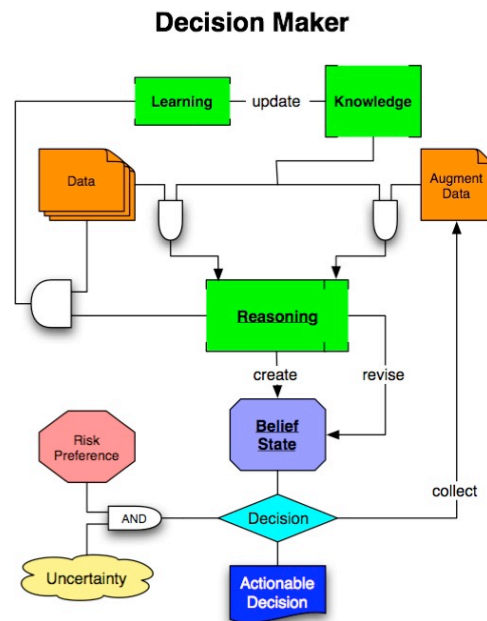 Decision Maker
Learning
update
Knowledge
Data
Augment
Data
Reasoning
create
revise
Belief
State
Risk
Preference
AND
Decision
collect
Uncertainty
Actionable
Decision